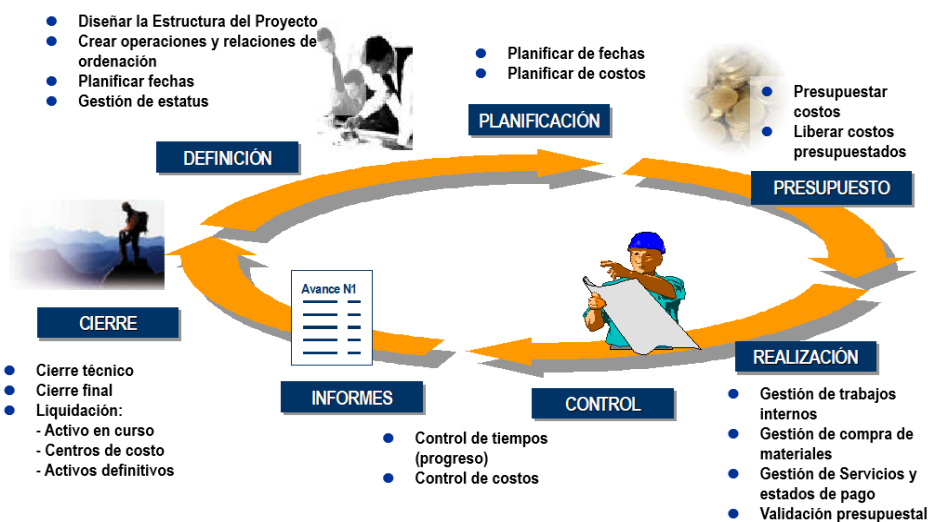 ● Diseñar la Estructura del Proyecto
● Crear operaciones y relaciones de
ordenación
● Planificar fechas
● Gestión de estatus
DEFINICIÓN
● Planificar de fechas
● Planificar de costos
PLANIFICACIÓN
● Presupuestar
costos
● Liberar costos
presupuestados
PRESUPUESTO
REALIZACIÓN
● Gestión de trabajos
internos
● Gestión de compra de
materiales
● Gestión de Servicios y
estados de pago
● Validación presupuestal
CONTROL
● Control de tiempos
(progreso)
● Control de costos
Avance N1
INFORMES
CIERRE
● Cierre técnico
● Cierre final
● Liquidación:
- Activo en curso
- Centros de costo
- Activos definitivos